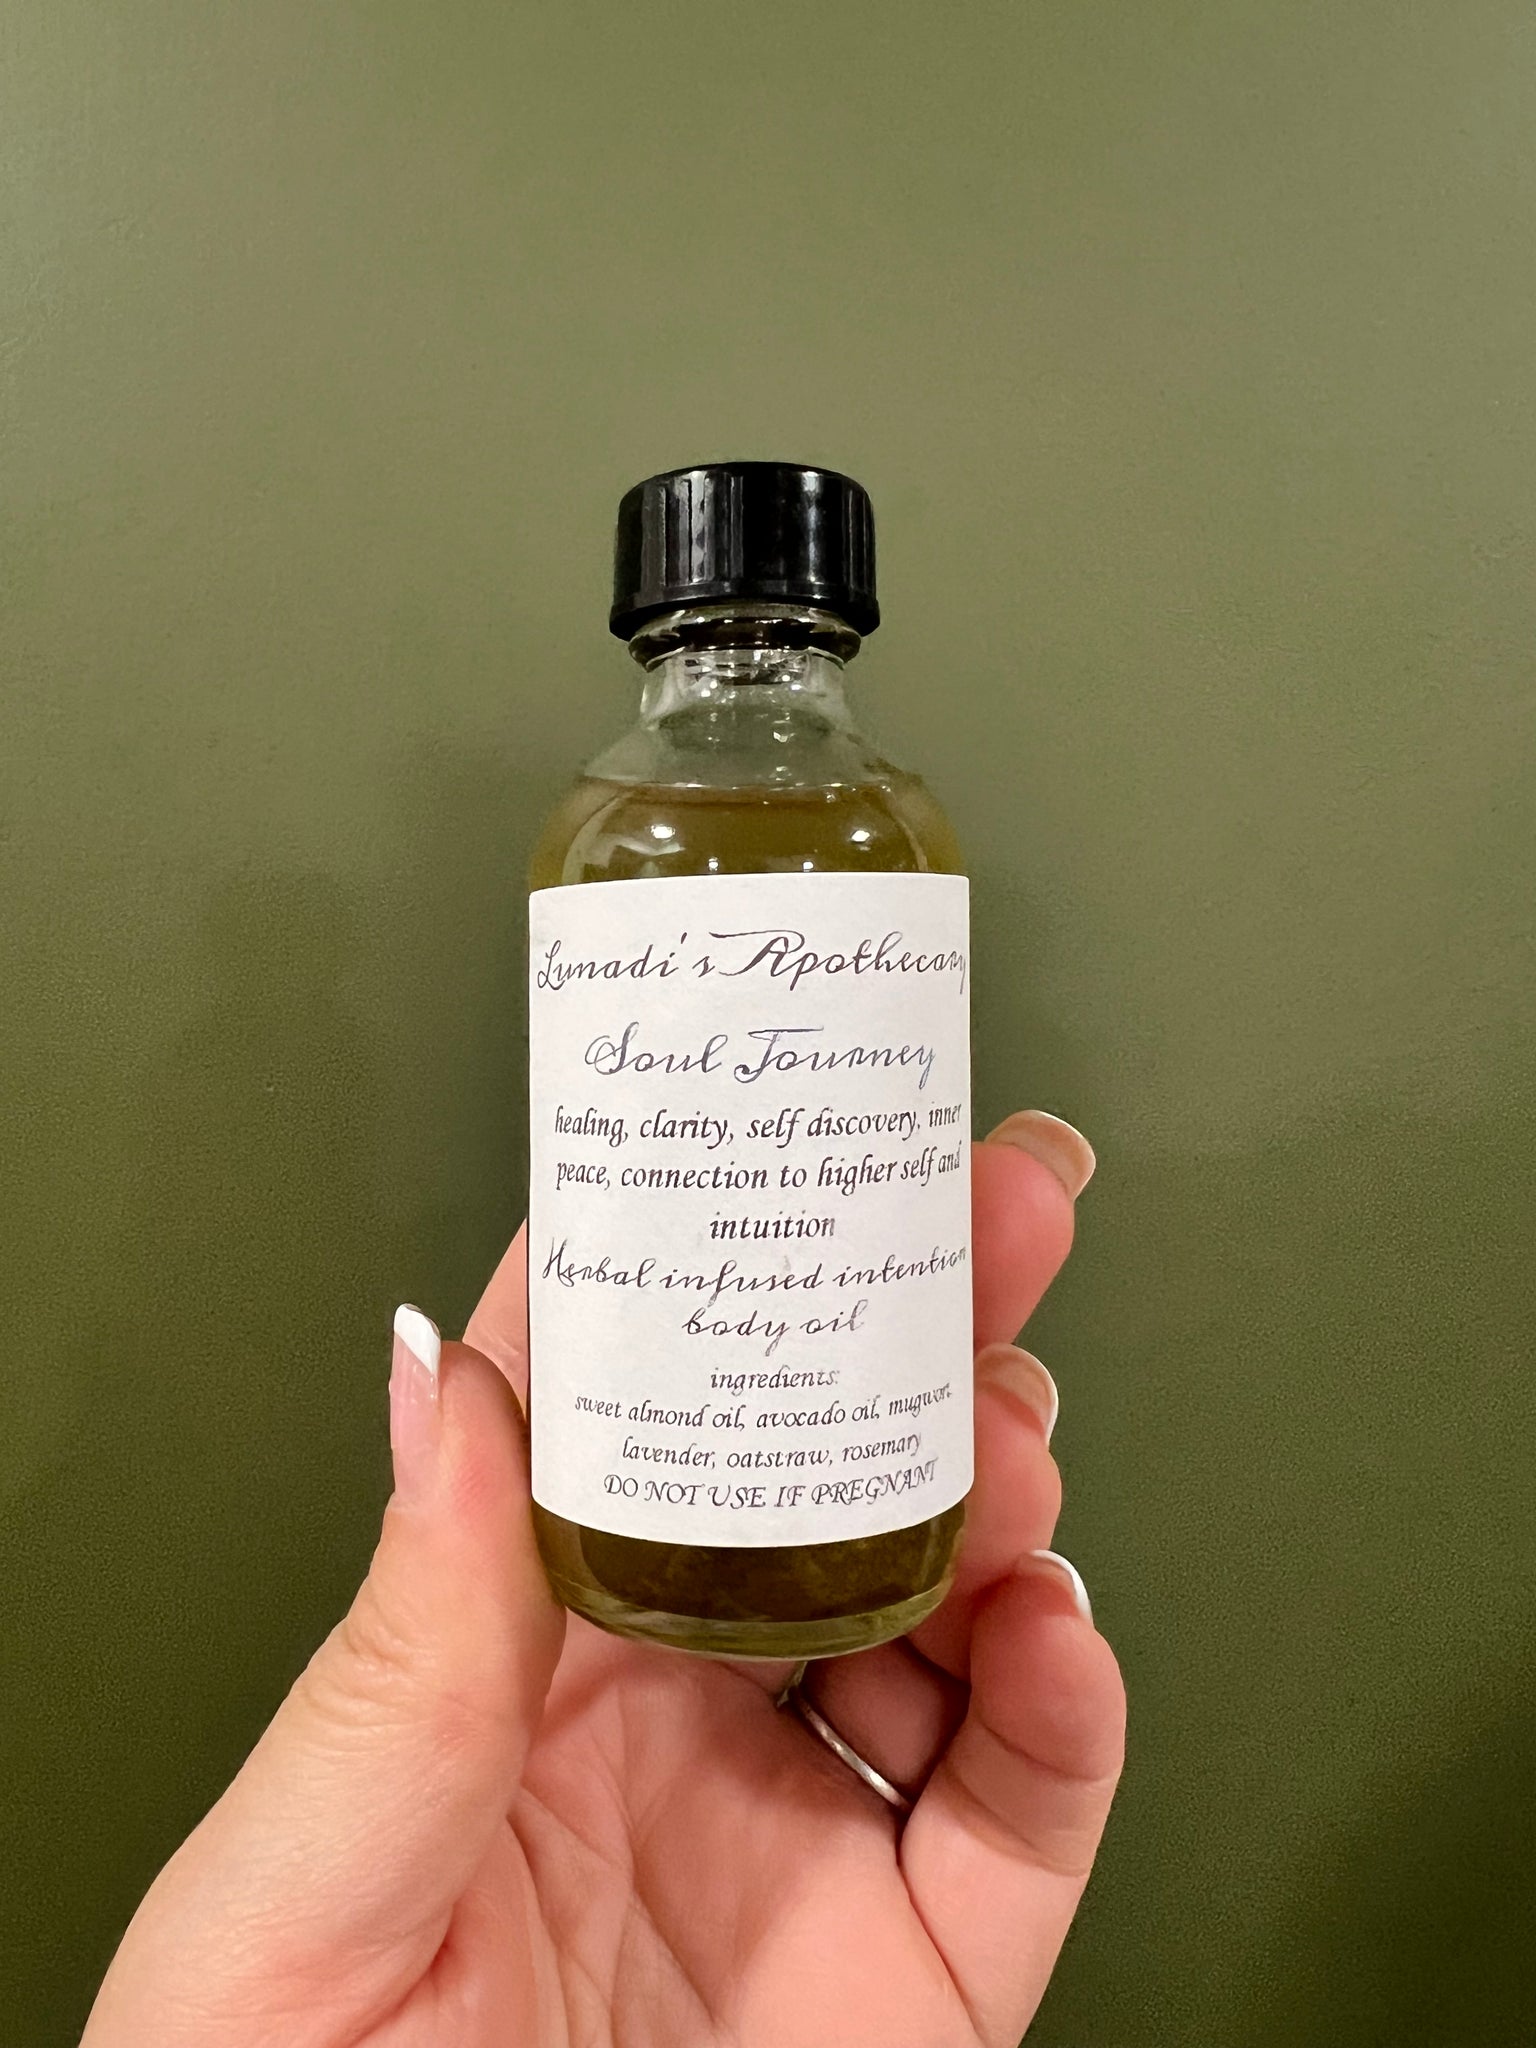 Lunadi's Apothecary
Soul Journey
healing, clarity, self discovery, inner
peace, connection to higher self and
intuition
Herbal infused intention
body oil
ingredients:
sweet almond oil, avocado oil, mugwort,
lavender, oatstraw, rosemary
DO NOT USE IF PREGNANT